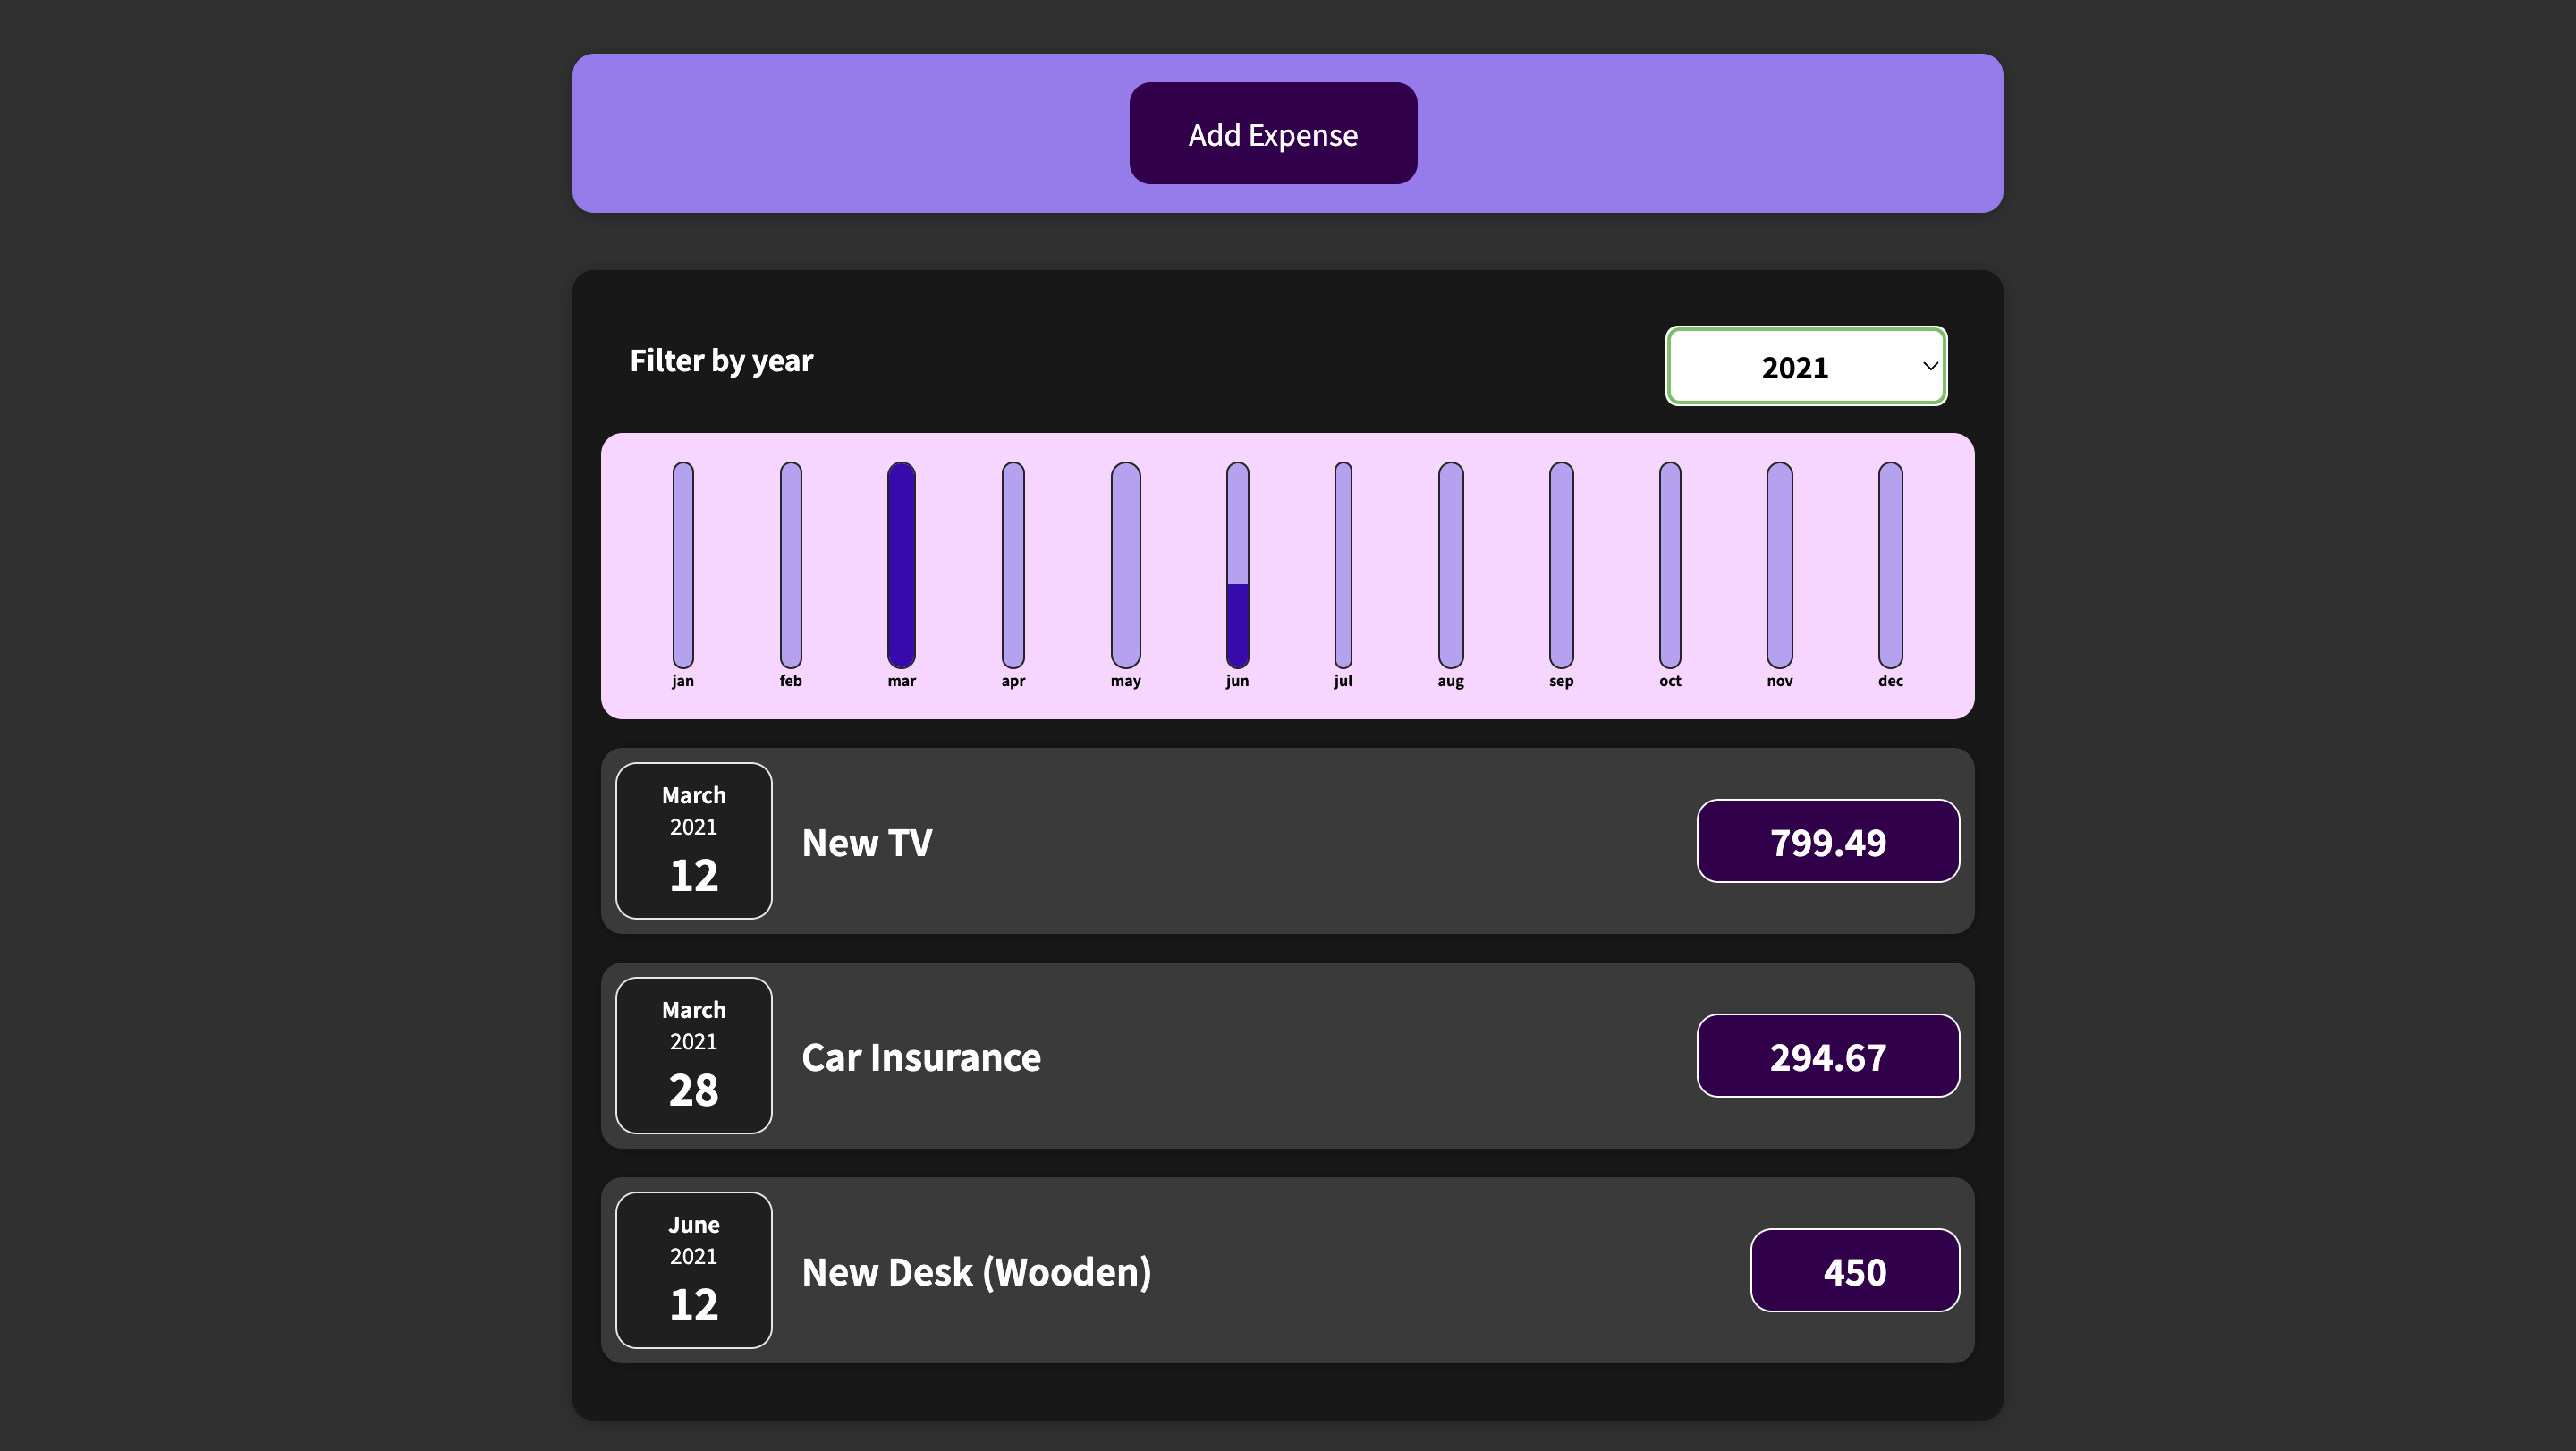 Add Expense
Filter by year
2021
jan feb mar apr may jun jul aug sep oct nov dec
March
2021
12
New TV
799.49
March
2021
28
Car Insurance
294.67
June
2021
12
New Desk (Wooden)
450